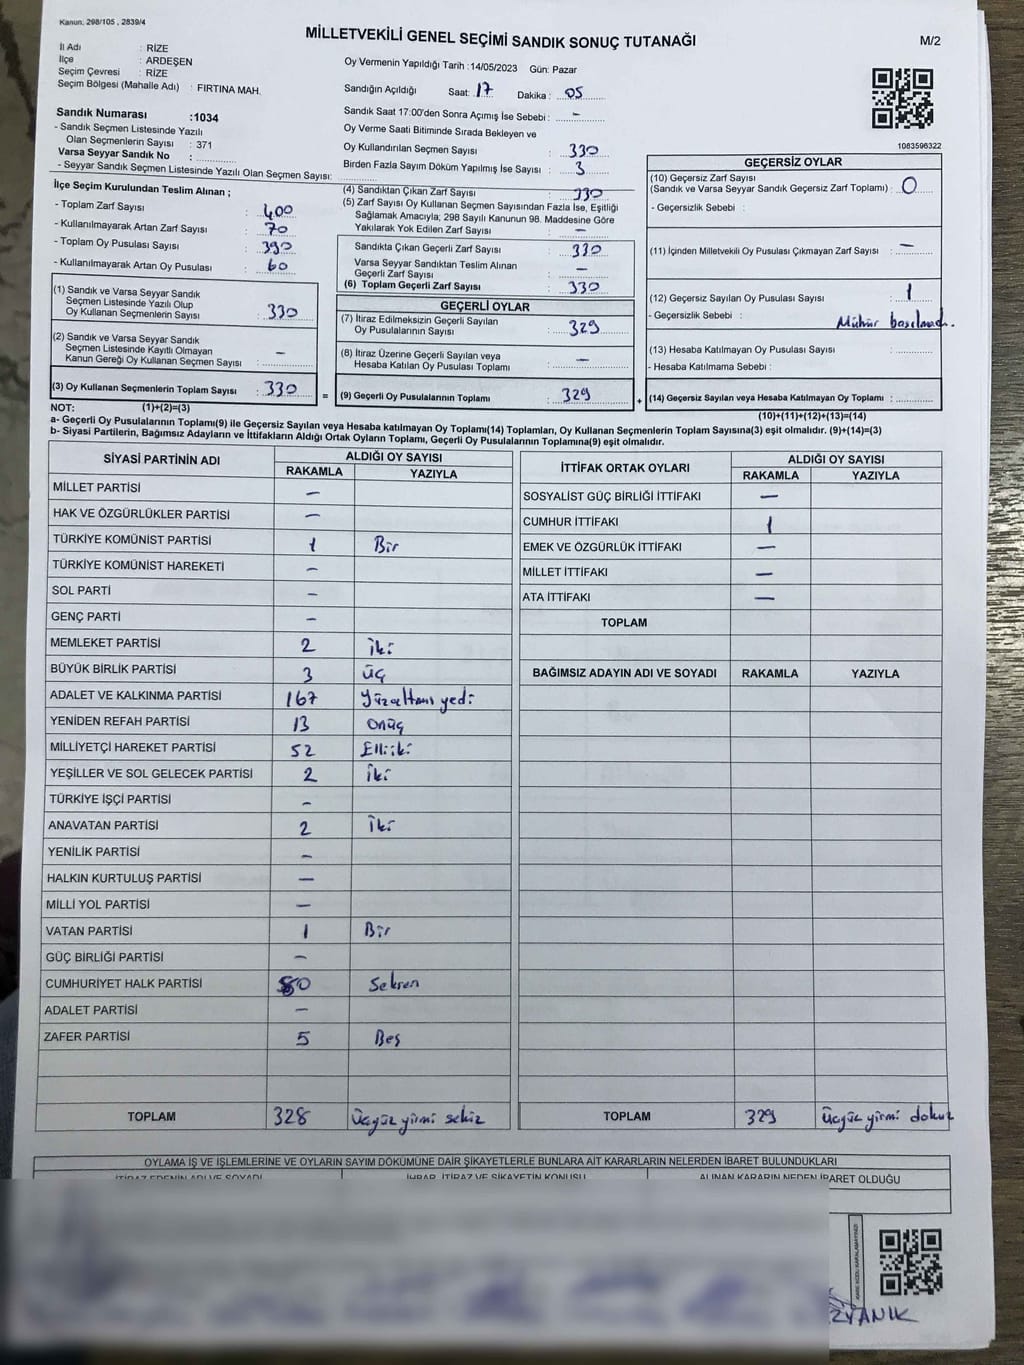 Kanun: 298/105 , 2839/4
MİLLETVEKİLİ GENEL SEÇİMİ SANDIK SONUÇ TUTANAĞI
M/2
İl Adı : RİZE
İlçe : ARDEŞEN
Seçim Çevresi : RİZE
Seçim Bölgesi (Mahalle Adı) : FIRTINA MAH.
Sandık Numarası :1034
- Sandık Seçmen Listesinde Yazılı
Olan Seçmenlerin Sayısı : 371
Varsa Seyyar Sandık No :
- Seyyar Sandık Seçmen Listesinde Yazılı Olan Seçmen Sayısı:
Oy Vermenin Yapıldığı Tarih :14/05/2023 Gün: Pazar
Sandığın Açıldığı Saat: 17 Dakika : 05
Sandık Saat 17:00'den Sonra Açımış İse Sebebi : -
Oy Verme Saati Bitiminde Sırada Bekleyen ve
Oy Kullandırılan Seçmen Sayısı : 330
Birden Fazla Sayım Döküm Yapılmış İse Sayısı : 3
1083596322
İlçe Seçim Kurulundan Teslim Alınan ;
- Toplam Zarf Sayısı : 400
- Kullanılmayarak Artan Zarf Sayısı : 70
- Toplam Oy Pusulası Sayısı : 390
- Kullanılmayarak Artan Oy Pusulası : 60
(1) Sandık ve Varsa Seyyar Sandık
Seçmen Listesinde Yazılı Olup
Oy Kullanan Seçmenlerin Sayısı : 330
(2) Sandık ve Varsa Seyyar Sandık
Seçmen Listesinde Kayıtlı Olmayan
Kanun Gereği Oy Kullanan Seçmen Sayısı : -
(3) Oy Kullanan Seçmenlerin Toplam Sayısı : 330
(4) Sandıktan Çıkan Zarf Sayısı : 330
(5) Zarf Sayısı Oy Kullanan Seçmen Sayısından Fazla İse, Eşitliği
Sağlamak Amacıyla; 298 Sayılı Kanunun 98. Maddesine Göre
Yakılarak Yok Edilen Zarf Sayısı : -
Sandıkta Çıkan Geçerli Zarf Sayısı : 330
Varsa Seyyar Sandıktan Teslim Alınan
Geçerli Zarf Sayısı : -
(6) Toplam Geçerli Zarf Sayısı : 330
GEÇERLİ OYLAR
(7) İtiraz Edilmeksizin Geçerli Sayılan
Oy Pusulalarının Sayısı : 329
(8) İtiraz Üzerine Geçerli Sayılan veya
Hesaba Katılan Oy Pusulası Toplamı : -
= (9) Geçerli Oy Pusulalarının Toplamı : 329
GEÇERSİZ OYLAR
(10) Geçersiz Zarf Sayısı
(Sandık ve Varsa Seyyar Sandık Geçersiz Zarf Toplamı) : 0
- Geçersizlik Sebebi :
(11) İçinden Milletvekili Oy Pusulası Çıkmayan Zarf Sayısı : -
(12) Geçersiz Sayılan Oy Pusulası Sayısı : 1
- Geçersizlik Sebebi : Mühür basılmadı.
(13) Hesaba Katılmayan Oy Pusulası Sayısı :
- Hesaba Katılmama Sebebi :
+ (14) Geçersiz Sayılan veya Hesaba Katılmayan Oy Toplamı :
NOT: (1)+(2)=(3) (10)+(11)+(12)+(13)=(14)
a- Geçerli Oy Pusulalarının Toplamı(9) ile Geçersiz Sayılan veya Hesaba katılmayan Oy Toplamı(14) Toplamları, Oy Kullanan Seçmenlerin Toplam Sayısına(3) eşit olmalıdır. (9)+(14)=(3)
b- Siyasi Partilerin, Bağımsız Adayların ve İttifakların Aldığı Ortak Oyların Toplamı, Geçerli Oy Pusulalarının Toplamına(9) eşit olmalıdır.
SİYASİ PARTİNİN ADI ALDIĞI OY SAYISI
RAKAMLA YAZIYLA
MİLLET PARTİSİ -
HAK VE ÖZGÜRLÜKLER PARTİSİ -
TÜRKİYE KOMÜNİST PARTİSİ 1 Bir
TÜRKİYE KOMÜNİST HAREKETİ -
SOL PARTİ -
GENÇ PARTİ -
MEMLEKET PARTİSİ 2 İki
BÜYÜK BİRLİK PARTİSİ 3 Üç
ADALET VE KALKINMA PARTİSİ 167 Yüzaltmış yedi
YENİDEN REFAH PARTİSİ 13 Onüç
MİLLİYETÇİ HAREKET PARTİSİ 52 Elliiki
YEŞİLLER VE SOL GELECEK PARTİSİ 2 İki
TÜRKİYE İŞÇİ PARTİSİ -
ANAVATAN PARTİSİ 2 İki
YENİLİK PARTİSİ -
HALKIN KURTULUŞ PARTİSİ -
MİLLİ YOL PARTİSİ -
VATAN PARTİSİ 1 Bir
GÜÇ BİRLİĞİ PARTİSİ -
CUMHURİYET HALK PARTİSİ 80 Seksen
ADALET PARTİSİ -
ZAFER PARTİSİ 5 Beş
TOPLAM 328 Üçyüz yirmi sekiz
İTTİFAK ORTAK OYLARI ALDIĞI OY SAYISI
RAKAMLA YAZIYLA
SOSYALİST GÜÇ BİRLİĞİ İTTİFAKI -
CUMHUR İTTİFAKI 1
EMEK VE ÖZGÜRLÜK İTTİFAKI -
MİLLET İTTİFAKI -
ATA İTTİFAKI -
TOPLAM
BAĞIMSIZ ADAYIN ADI VE SOYADI RAKAMLA YAZIYLA
TOPLAM 329 Üçyüz yirmi dokuz
OYLAMA İŞ VE İŞLEMLERİNE VE OYLARIN SAYIM DÖKÜMÜNE DAİR ŞİKAYETLERLE BUNLARA AİT KARARLARIN NELERDEN İBARET BULUNDUKLARI
İTİRAZ EDENİN ADI VE SOYADI İHBAR, İTİRAZ VE ŞİKAYETİN KONUSU ALINAN KARARIN NEDEN İBARET OLDUĞU